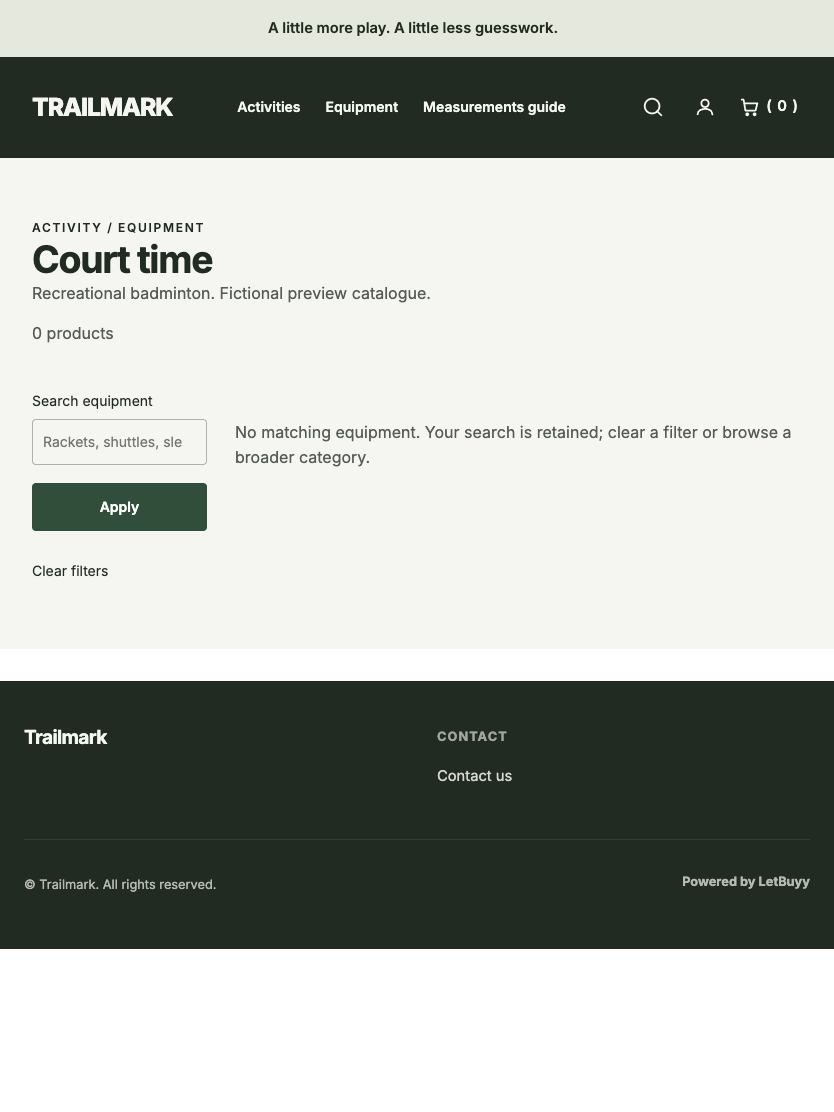 A little more play. A little less guesswork.
TRAILMARK
Activities
Equipment
Measurements guide
( 0 )
ACTIVITY / EQUIPMENT
Court time
Recreational badminton. Fictional preview catalogue.
0 products
Search equipment
Rackets, shuttles, sle
No matching equipment. Your search is retained; clear a filter or browse a
broader category.
Apply
Clear filters
Trailmark
CONTACT
Contact us
© Trailmark. All rights reserved.
Powered by LetBuyy